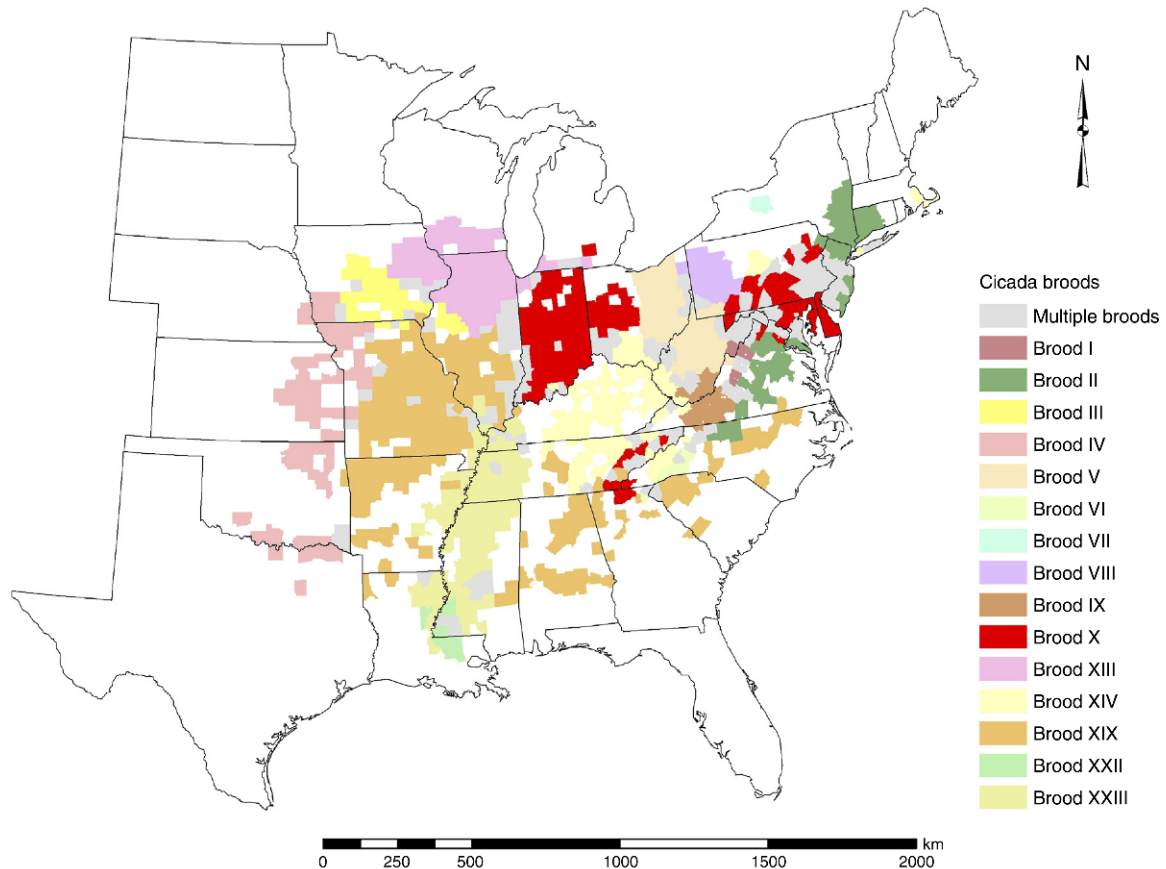 N
Cicada broods
Multiple broods
Brood I
Brood II
Brood III
Brood IV
Brood V
Brood VI
Brood VII
Brood VIII
Brood IX
Brood X
Brood XIII
Brood XIV
Brood XIX
Brood XXII
Brood XXIII
km
0 250 500 1000 1500 2000